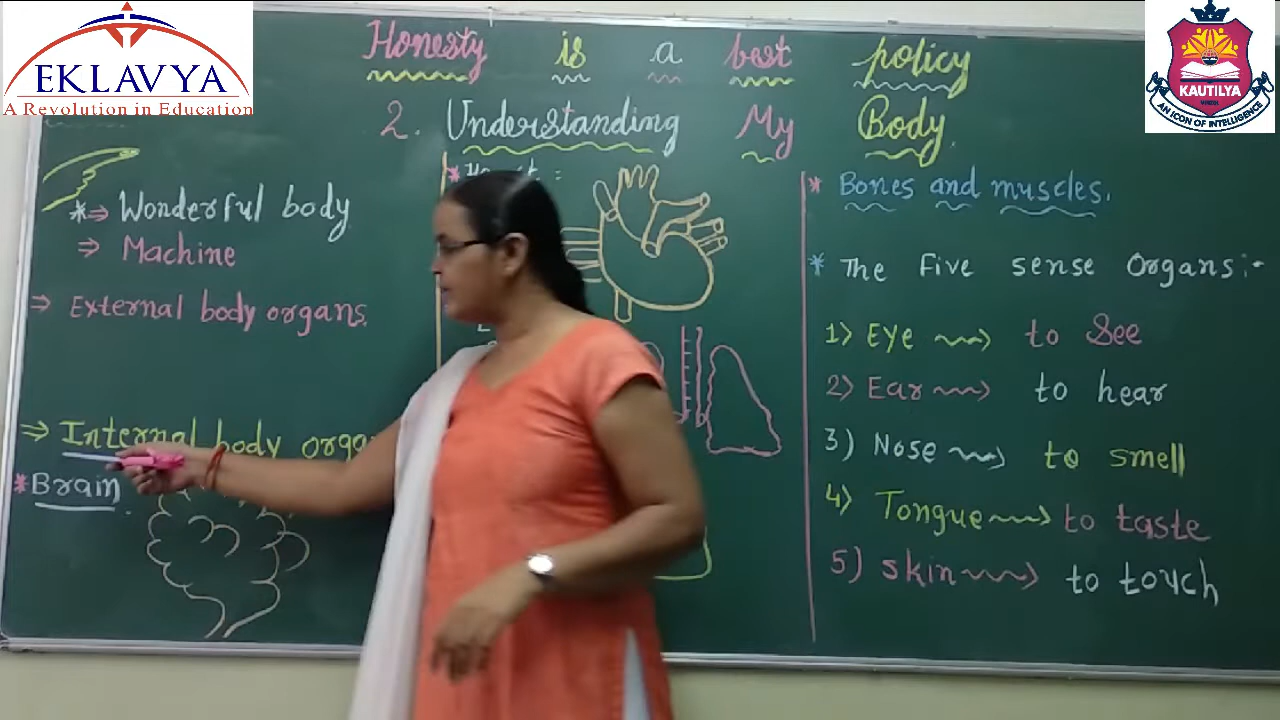 EKLAVYA
A Revolution in Education
KAUTILYA
AN ICON OF INTELLIGENCE
Honesty is a best policy
2. Understanding My Body.
* ⇒ Wonderful body
⇒ Machine
⇒ External body organs.
⇒ Internal body
* Brain.
* Bones and muscles.
* The Five sense Organs:-
1) Eye to See
2) Ear to hear
3) Nose to smell
4) Tongue to taste
5) skin to touch